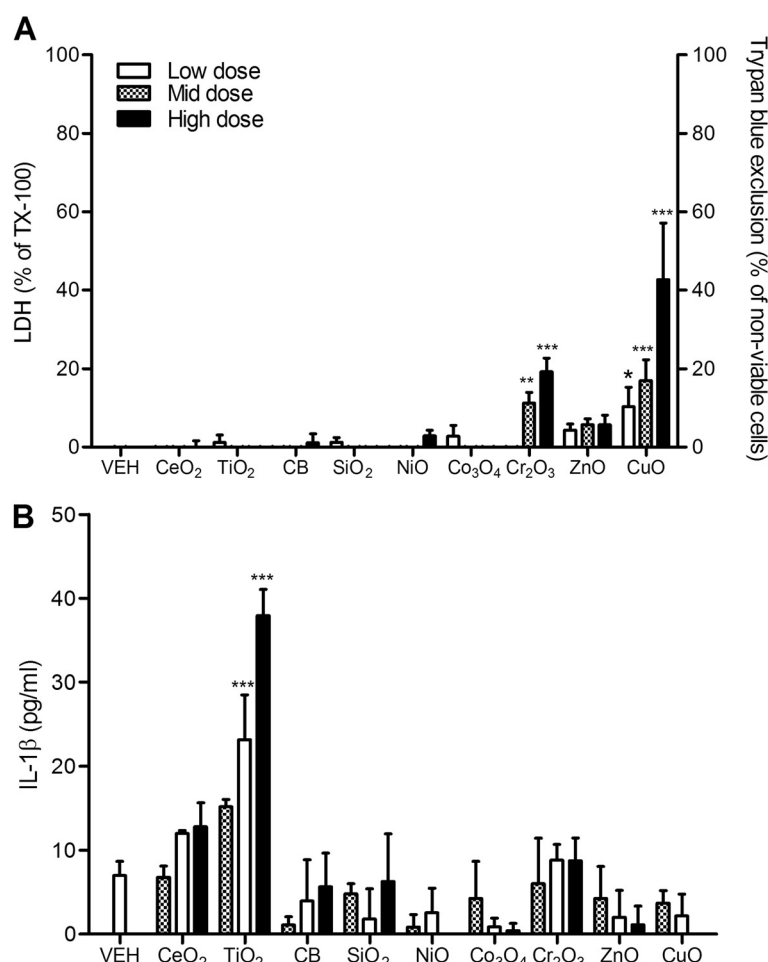 A
100
80
60
40
20
0
LDH (% of TX-100)
Low dose
Mid dose
High dose
**
***
*
***
***
100
80
60
40
20
0
Trypan blue exclusion (% of non-viable cells)
VEH CeO₂ TiO₂ CB SiO₂ NiO Co₃O₄ Cr₂O₃ ZnO CuO
B
50
40
30
20
10
0
IL-1β (pg/ml)
***
***
VEH CeO₂ TiO₂ CB SiO₂ NiO Co₃O₄ Cr₂O₃ ZnO CuO